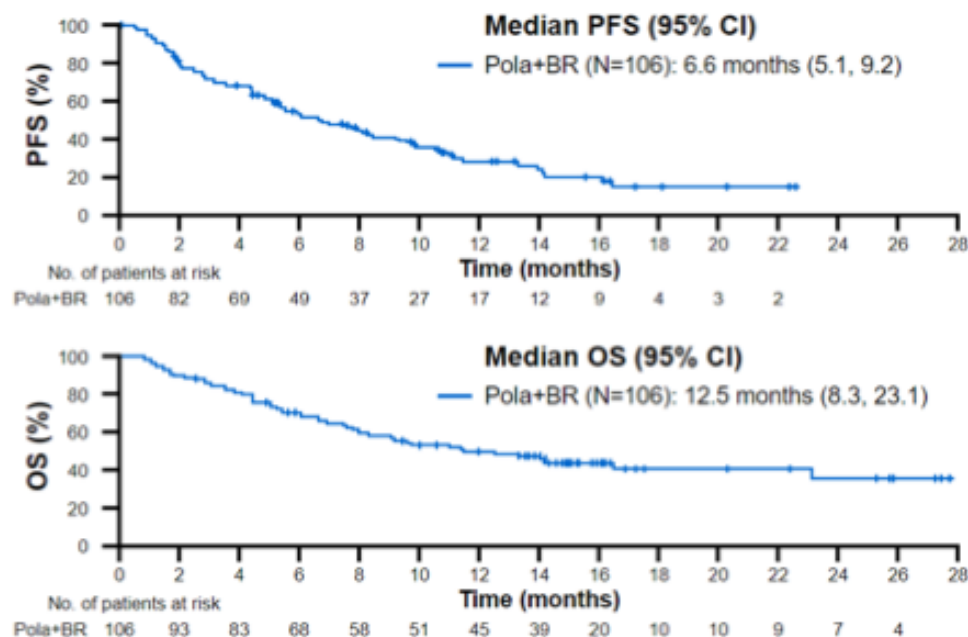 Median PFS (95% CI)
Pola+BR (N=106): 6.6 months (5.1, 9.2)
PFS (%)
100
80
60
40
20
0
0 2 4 6 8 10 12 14 16 18 20 22 24 26 28
Time (months)
No. of patients at risk
Pola+BR 106 82 69 49 37 27 17 12 9 4 3 2
Median OS (95% CI)
Pola+BR (N=106): 12.5 months (8.3, 23.1)
OS (%)
100
80
60
40
20
0
0 2 4 6 8 10 12 14 16 18 20 22 24 26 28
Time (months)
No. of patients at risk
Pola+BR 106 93 83 68 58 51 45 39 20 10 10 9 7 4